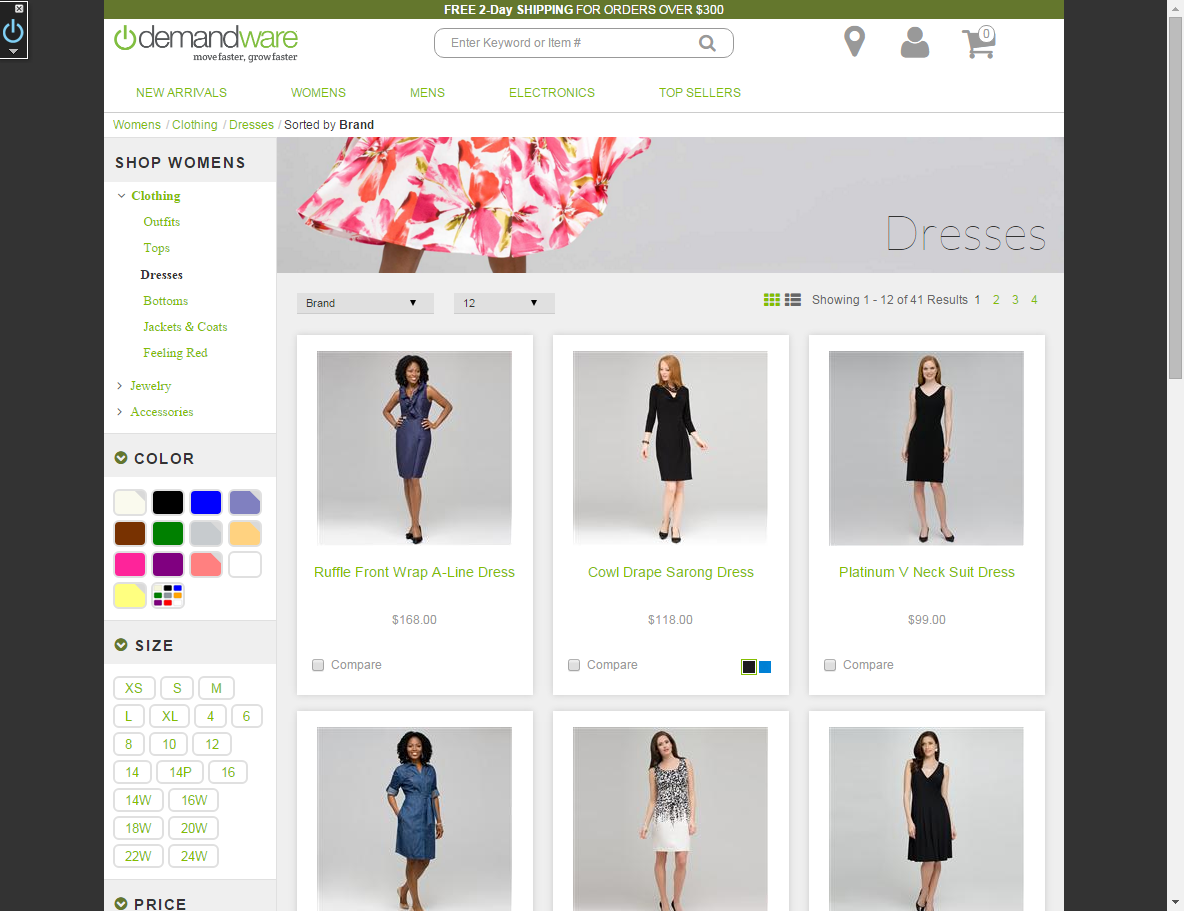 FREE 2-Day SHIPPING FOR ORDERS OVER $300
demandware
move faster, grow faster
Enter Keyword or Item #
0
NEW ARRIVALS WOMENS MENS ELECTRONICS TOP SELLERS
Womens / Clothing / Dresses / Sorted by Brand
SHOP WOMENS
Clothing
Outfits
Tops
Dresses
Bottoms
Jackets & Coats
Feeling Red
Jewelry
Accessories
COLOR
SIZE
XS S M
L XL 4 6
8 10 12
14 14P 16
14W 16W
18W 20W
22W 24W
PRICE
Dresses
Brand 12 Showing 1 - 12 of 41 Results 1 2 3 4
Ruffle Front Wrap A-Line Dress
$168.00
Compare
Cowl Drape Sarong Dress
$118.00
Compare
Platinum V Neck Suit Dress
$99.00
Compare